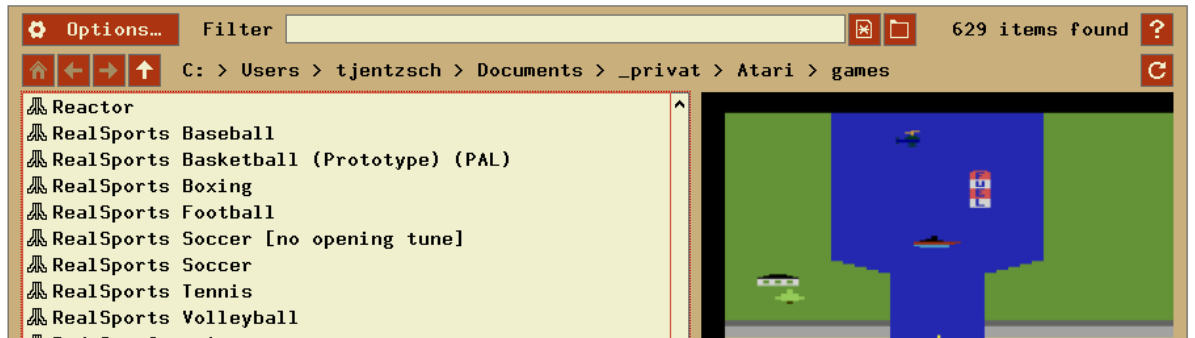 Options… Filter 629 items found ?
C: > Users > tjentzsch > Documents > _privat > Atari > games
Reactor
RealSports Baseball
RealSports Basketball (Prototype) (PAL)
RealSports Boxing
RealSports Football
RealSports Soccer [no opening tune]
RealSports Soccer
RealSports Tennis
RealSports Volleyball
FUEL